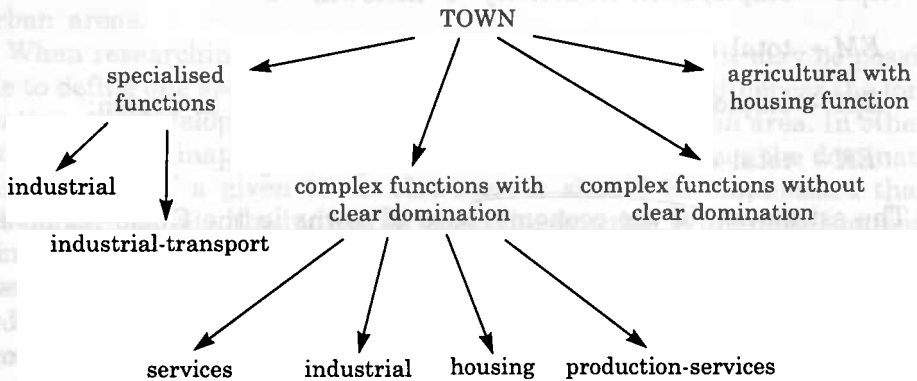 TOWN
specialised
functions
agricultural with
housing function
industrial
industrial-transport
complex functions with
clear domination
complex functions without
clear domination
services
industrial
housing
production-services